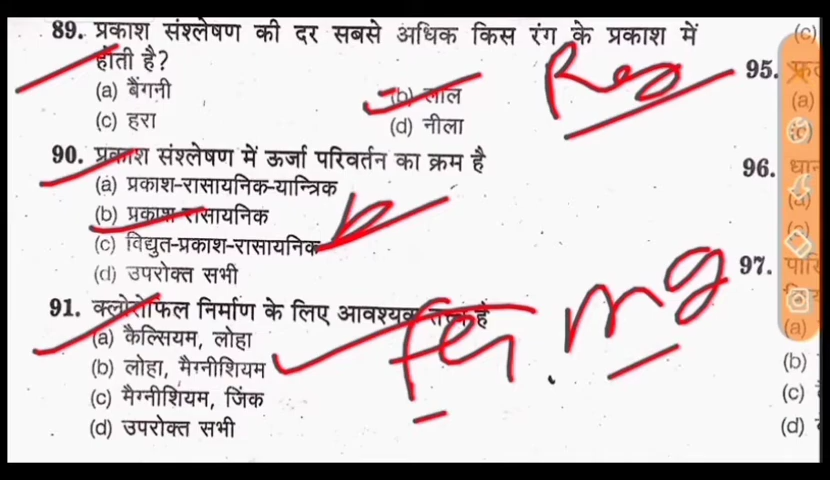 89. प्रकाश संश्लेषण की दर सबसे अधिक किस रंग के प्रकाश में
होती है?
(a) बैंगनी
(b) लाल
(c) हरा
(d) नीला
Red
90. प्रकाश संश्लेषण में ऊर्जा परिवर्तन का क्रम है
(a) प्रकाश-रासायनिक-यान्त्रिक
(b) प्रकाश-रासायनिक
(c) विद्युत-प्रकाश-रासायनिक
(d) उपरोक्त सभी
b
91. क्लोरोफिल निर्माण के लिए आवश्यक तत्त्व है
(a) कैल्सियम, लोहा
(b) लोहा, मैग्नीशियम
(c) मैग्नीशियम, जिंक
(d) उपरोक्त सभी
mg
(c)
95.
(a)
(c)
96. धान
97.
(a)
(b)
(c)
(d)